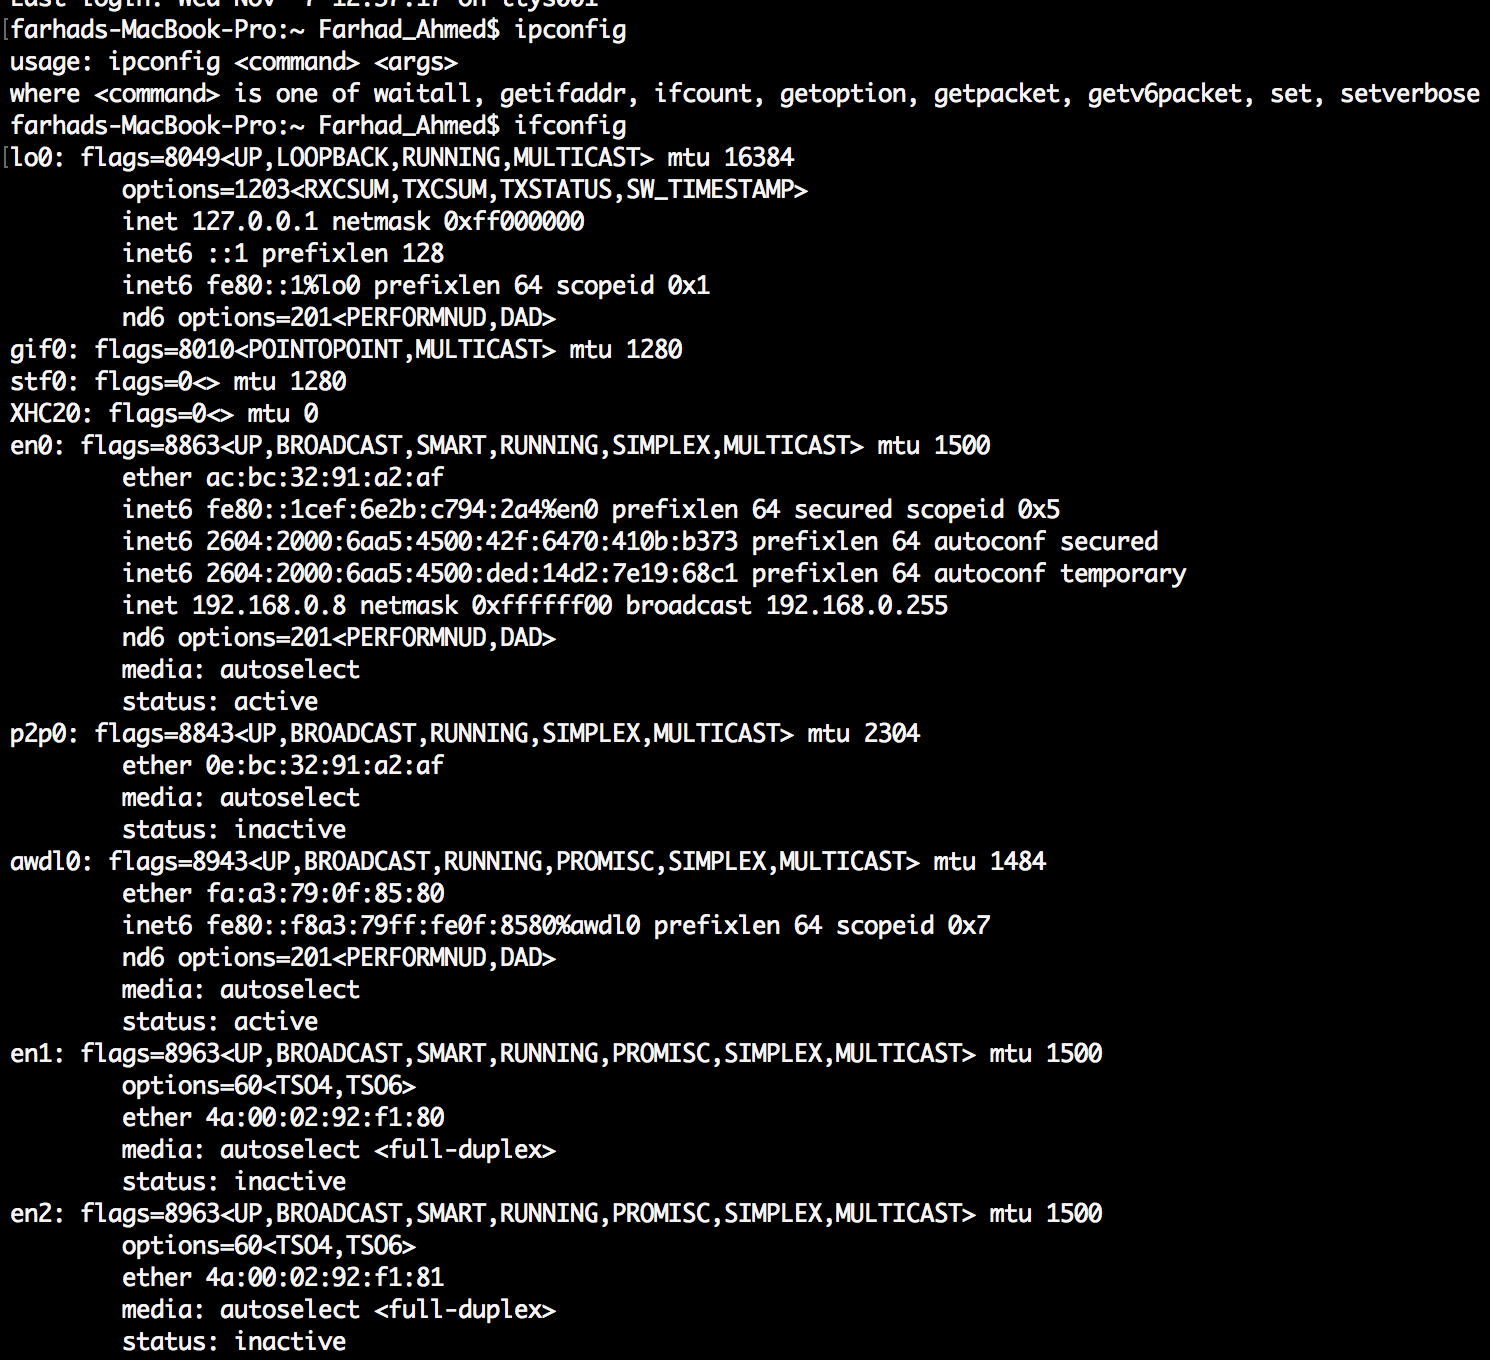 Last login: Wed Nov  7 12:57:17 on ttys001
farhads-MacBook-Pro:~ Farhad_Ahmed$ ipconfig
usage: ipconfig <command> <args>
where <command> is one of waitall, getifaddr, ifcount, getoption, getpacket, getv6packet, set, setverbose
farhads-MacBook-Pro:~ Farhad_Ahmed$ ifconfig
lo0: flags=8049<UP,LOOPBACK,RUNNING,MULTICAST> mtu 16384
	options=1203<RXCSUM,TXCSUM,TXSTATUS,SW_TIMESTAMP>
	inet 127.0.0.1 netmask 0xff000000
	inet6 ::1 prefixlen 128
	inet6 fe80::1%lo0 prefixlen 64 scopeid 0x1
	nd6 options=201<PERFORMNUD,DAD>
gif0: flags=8010<POINTOPOINT,MULTICAST> mtu 1280
stf0: flags=0<> mtu 1280
XHC20: flags=0<> mtu 0
en0: flags=8863<UP,BROADCAST,SMART,RUNNING,SIMPLEX,MULTICAST> mtu 1500
	ether ac:bc:32:91:a2:af
	inet6 fe80::1cef:6e2b:c794:2a4%en0 prefixlen 64 secured scopeid 0x5
	inet6 2604:2000:6aa5:4500:42f:6470:410b:b373 prefixlen 64 autoconf secured
	inet6 2604:2000:6aa5:4500:ded:14d2:7e19:68c1 prefixlen 64 autoconf temporary
	inet 192.168.0.8 netmask 0xffffff00 broadcast 192.168.0.255
	nd6 options=201<PERFORMNUD,DAD>
	media: autoselect
	status: active
p2p0: flags=8843<UP,BROADCAST,RUNNING,SIMPLEX,MULTICAST> mtu 2304
	ether 0e:bc:32:91:a2:af
	media: autoselect
	status: inactive
awdl0: flags=8943<UP,BROADCAST,RUNNING,PROMISC,SIMPLEX,MULTICAST> mtu 1484
	ether fa:a3:79:0f:85:80
	inet6 fe80::f8a3:79ff:fe0f:8580%awdl0 prefixlen 64 scopeid 0x7
	nd6 options=201<PERFORMNUD,DAD>
	media: autoselect
	status: active
en1: flags=8963<UP,BROADCAST,SMART,RUNNING,PROMISC,SIMPLEX,MULTICAST> mtu 1500
	options=60<TSO4,TSO6>
	ether 4a:00:02:92:f1:80
	media: autoselect <full-duplex>
	status: inactive
en2: flags=8963<UP,BROADCAST,SMART,RUNNING,PROMISC,SIMPLEX,MULTICAST> mtu 1500
	options=60<TSO4,TSO6>
	ether 4a:00:02:92:f1:81
	media: autoselect <full-duplex>
	status: inactive